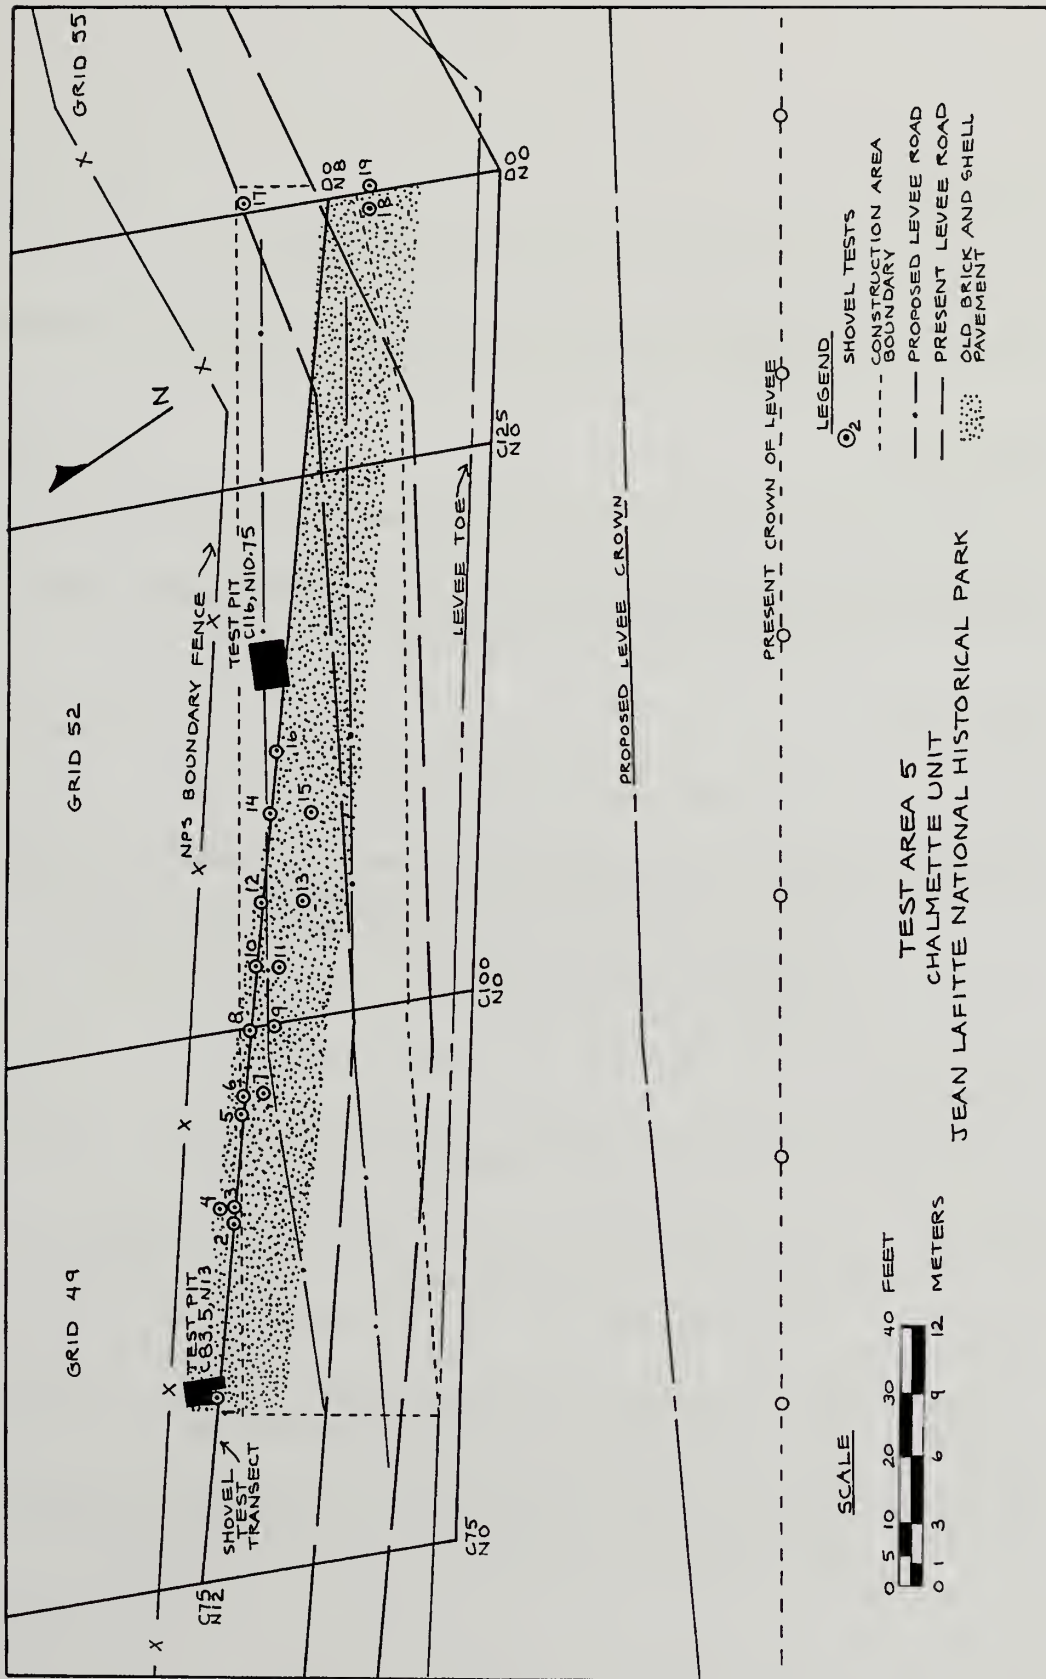 GRID 49
GRID 52
GRID 55
NPS BOUNDARY FENCE
TEST PIT
C83.5, N13
TEST PIT
C116, N10.75
SHOVEL
TEST
TRANSECT
C75
N12
1
2
3
4
5
6
7
8
9
10
11
12
13
14
15
16
17
18
19
D0
N8
N
C75
N0
C100
N0
C125
N0
D0
N0
LEVEE TOE
PROPOSED LEVEE CROWN
PRESENT CROWN OF LEVEE
SCALE
0 5 10 20 30 40 FEET
0 1 3 6 9 12 METERS
TEST AREA 5
CHALMETTE UNIT
JEAN LAFITTE NATIONAL HISTORICAL PARK
LEGEND
2 SHOVEL TESTS
CONSTRUCTION AREA
BOUNDARY
PROPOSED LEVEE ROAD
PRESENT LEVEE ROAD
OLD BRICK AND SHELL
PAVEMENT